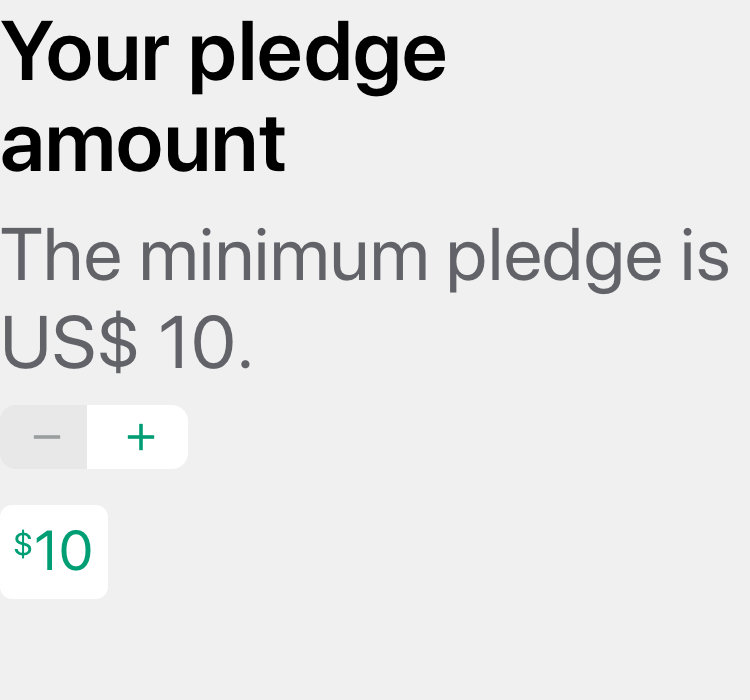 Your pledge
amount
The minimum pledge is
US$ 10.
− +
$10